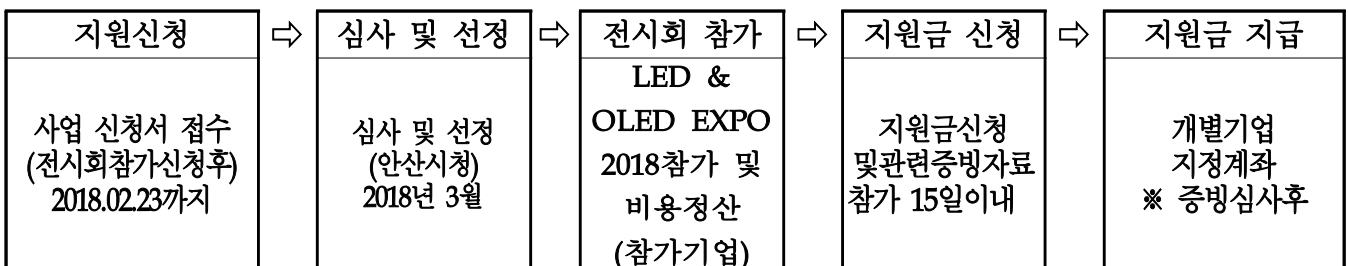 지원신청 ⇨ 심사 및 선정 ⇨ 전시회 참가 ⇨ 지원금 신청 ⇨ 지원금 지급
사업 신청서 접수
(전시회참가신청후)
2018.02.23까지
심사 및 선정
(안산시청)
2018년 3월
LED &
OLED EXPO
2018참가 및
비용정산
(참가기업)
지원금신청
및관련증빙자료
참가 15일이내
개별기업
지정계좌
※ 증빙심사후